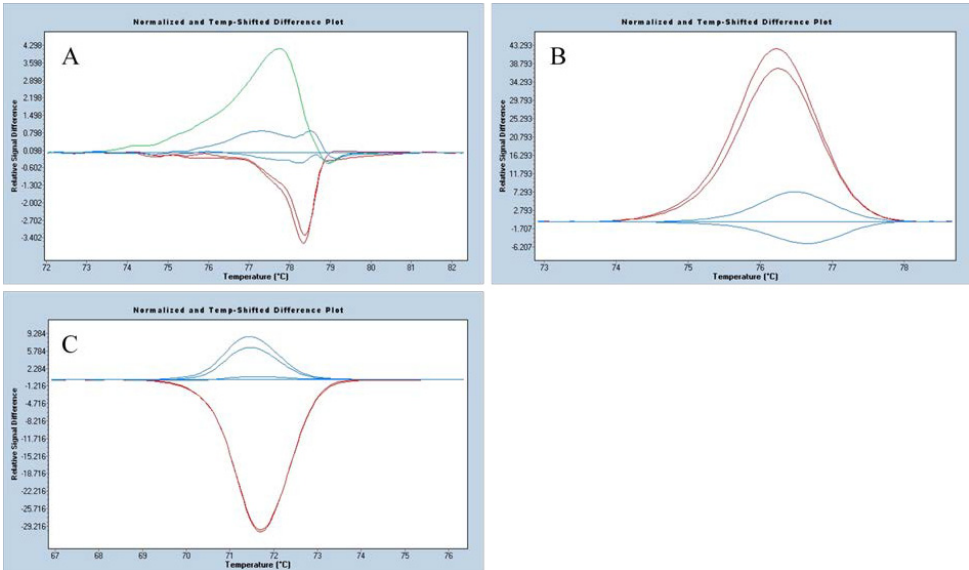 Normalized and Temp-Shifted Difference Plot
A
Relative Signal Difference
4.298
3.598
2.898
2.198
1.498
0.798
0.098
-0.602
-1.302
-2.002
-2.702
-3.402
72 73 74 75 76 77 78 79 80 81 82
Temperature (°C)
Normalized and Temp-Shifted Difference Plot
B
Relative Signal Difference
43.293
38.793
34.293
29.793
25.293
20.793
16.293
11.793
7.293
2.793
-1.707
-6.207
73 74 75 76 77 78
Temperature (°C)
Normalized and Temp-Shifted Difference Plot
C
Relative Signal Difference
9.284
5.784
2.284
-1.216
-4.716
-8.216
-11.716
-15.216
-18.716
-22.216
-25.716
-29.216
67 68 69 70 71 72 73 74 75 76
Temperature (°C)